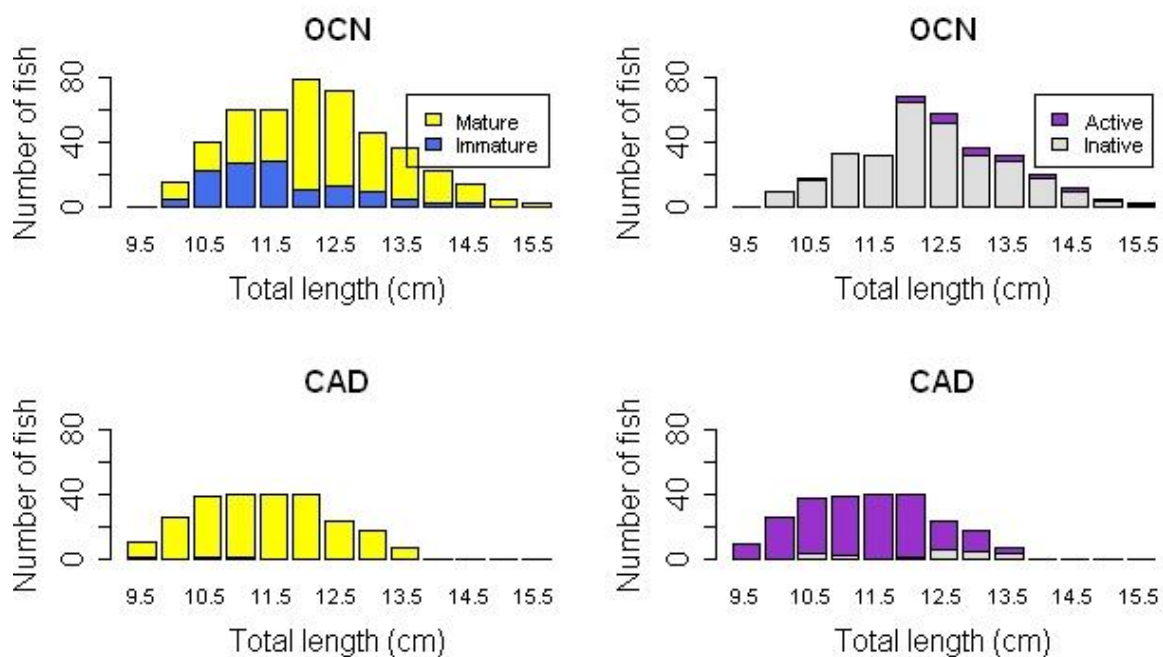 OCN
Number of fish
0 40 80
Mature
Immature
9.5 10.5 11.5 12.5 13.5 14.5 15.5
Total length (cm)
OCN
Number of fish
0 40 80
Active
Inative
9.5 10.5 11.5 12.5 13.5 14.5 15.5
Total length (cm)
CAD
Number of fish
0 40 80
9.5 10.5 11.5 12.5 13.5 14.5 15.5
Total length (cm)
CAD
Number of fish
0 40 80
9.5 10.5 11.5 12.5 13.5 14.5 15.5
Total length (cm)